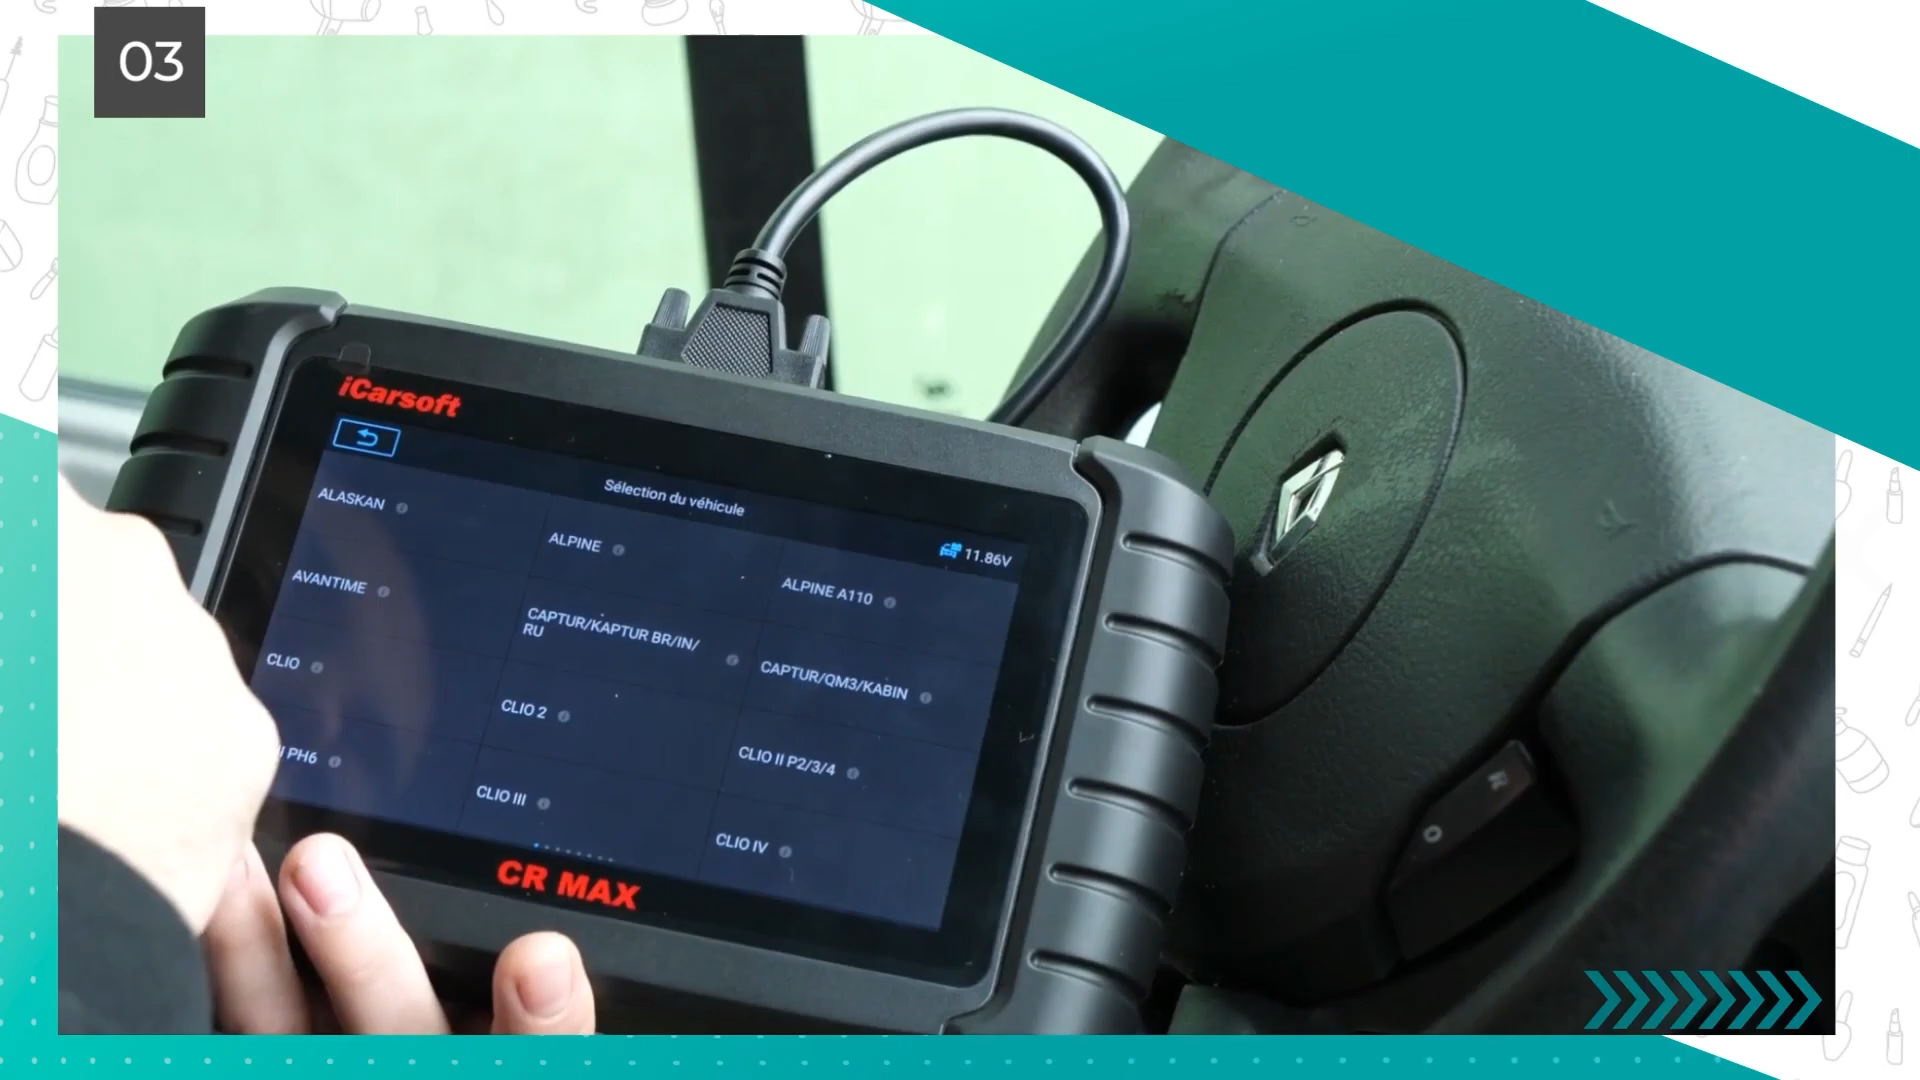 03
iCarsoft
Sélection du véhicule
11.86V
ALASKAN
ALPINE
ALPINE A110
AVANTIME
CAPTUR/KAPTUR BR/IN/
RU
CAPTUR/QM3/KABIN
CLIO
CLIO 2
CLIO II P2/3/4
PH6
CLIO III
CLIO IV
CR MAX
R
O